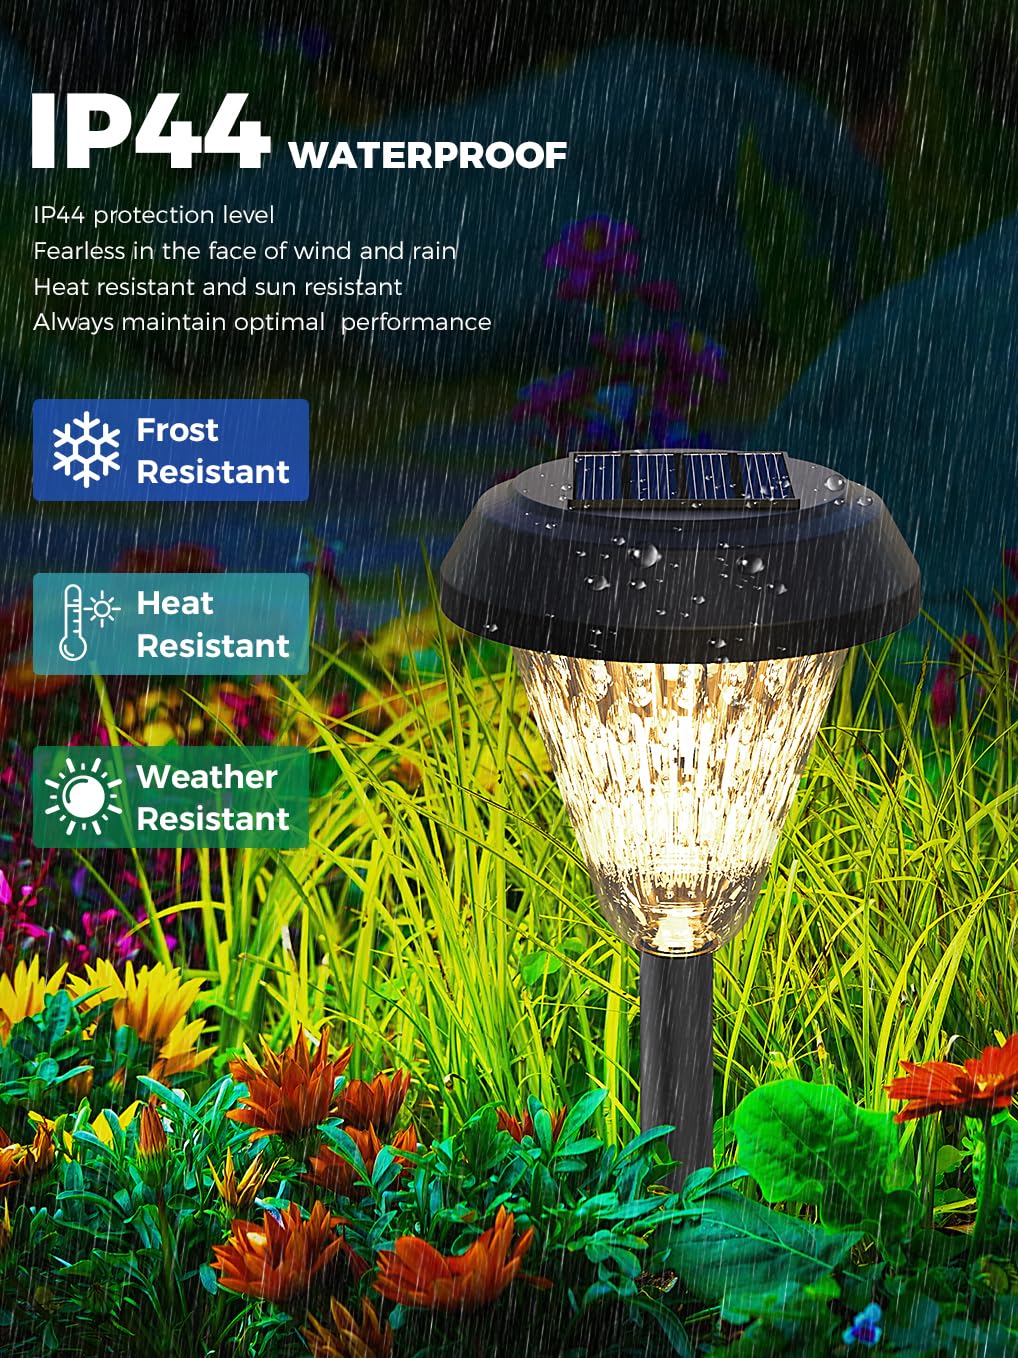 IP44 WATERPROOF
IP44 protection level
Fearless in the face of wind and rain
Heat resistant and sun resistant
Always maintain optimal performance
Frost
Resistant
Heat
Resistant
Weather
Resistant